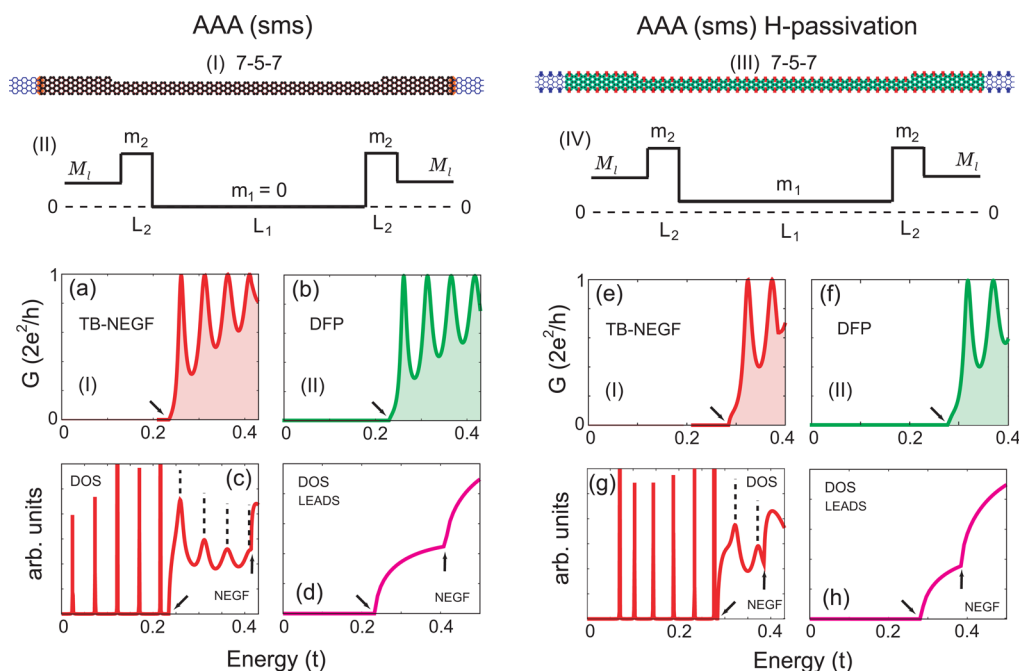 AAA (sms)
(I) 7-5-7
(II)
m2
m2
Ml
Ml
m1 = 0
0
0
L2
L1
L2
(a)
TB-NEGF
(I)
G (2e²/h)
1
0
0
0.2
0.4
(b)
DFP
(II)
0
0.2
0.4
DOS
(c)
arb. units
NEGF
0
0.2
0.4
DOS
LEADS
(d)
NEGF
0
0.2
0.4
Energy (t)
AAA (sms) H-passivation
(III) 7-5-7
(IV)
m2
m2
Ml
Ml
m1
0
0
L2
L1
L2
(e)
TB-NEGF
(I)
G (2e²/h)
1
0
0
0.2
0.4
(f)
DFP
(II)
0
0.2
0.4
(g)
DOS
arb. units
NEGF
0
0.2
0.4
DOS
LEADS
NEGF
(h)
0
0.2
0.4
Energy (t)